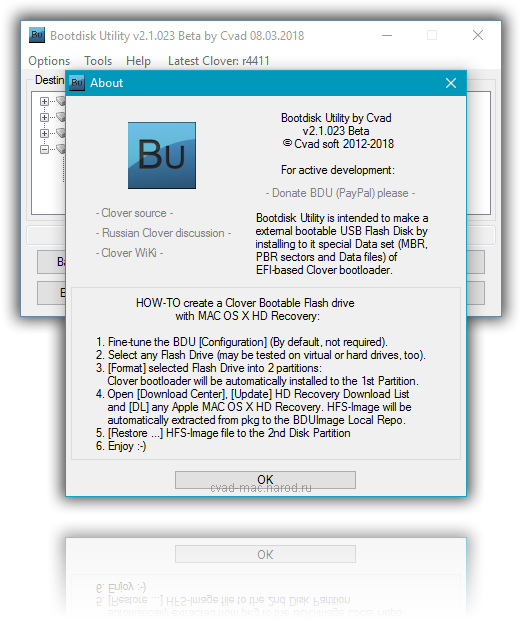 Bu Bootdisk Utility v2.1.023 Beta by Cvad 08.03.2018
Options Tools Help Latest Clover: r4411
Destin
Bu About
Bu
Bootdisk Utility by Cvad
v2.1.023 Beta
© Cvad soft 2012-2018
For active development:
- Donate BDU (PayPal) please -
- Clover source -
- Russian Clover discussion -
- Clover WiKi -
Bootdisk Utility is intended to make a
external bootable USB Flash Disk by
installing to it special Data set (MBR,
PBR sectors and Data files) of
EFI-based Clover bootloader.
Ba
HOW-TO create a Clover Bootable Flash drive
with MAC OS X HD Recovery:
1. Fine-tune the BDU [Configuration] (By default, not required).
2. Select any Flash Drive (may be tested on virtual or hard drives, too).
3. [Format] selected Flash Drive into 2 partitions:
Clover bootloader will be automatically installed to the 1st Partition.
4. Open [Download Center], [Update] HD Recovery Download List
and [DL] any Apple MAC OS X HD Recovery. HFS-Image will be
automatically extracted from pkg to the BDUImage Local Repo.
5. [Restore ...] HFS-Image file to the 2nd Disk Partition
6. Enjoy :-)
OK
cvad-mac.narod.ru
OK
6. Enjoy :-)
5. [Restore ...] HFS-Image file to the 2nd Disk Partition
automatically extracted from pkg to the BDUImage Local Repo.